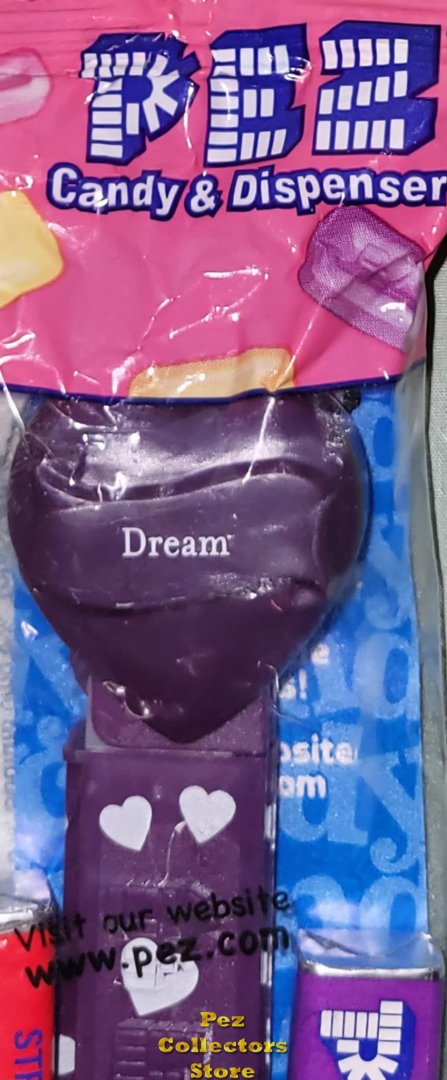 PEZ
Candy & Dispenser
Dream
Visit our website
www.pez.com
Pez
Collectors
Store